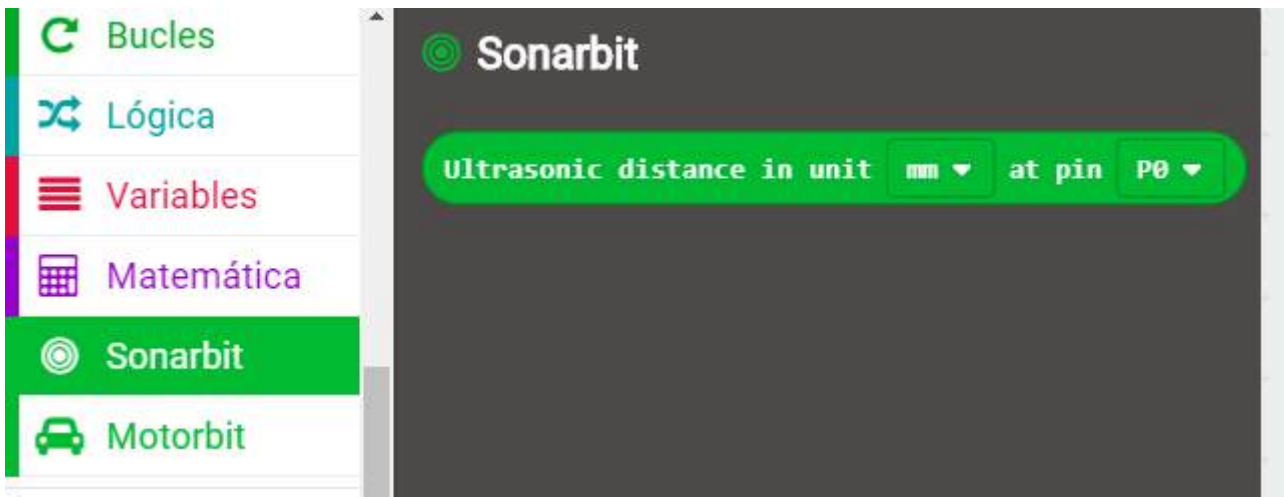 Bucles
Lógica
Variables
Matemática
Sonarbit
Motorbit
Sonarbit
Ultrasonic distance in unit mm at pin P0